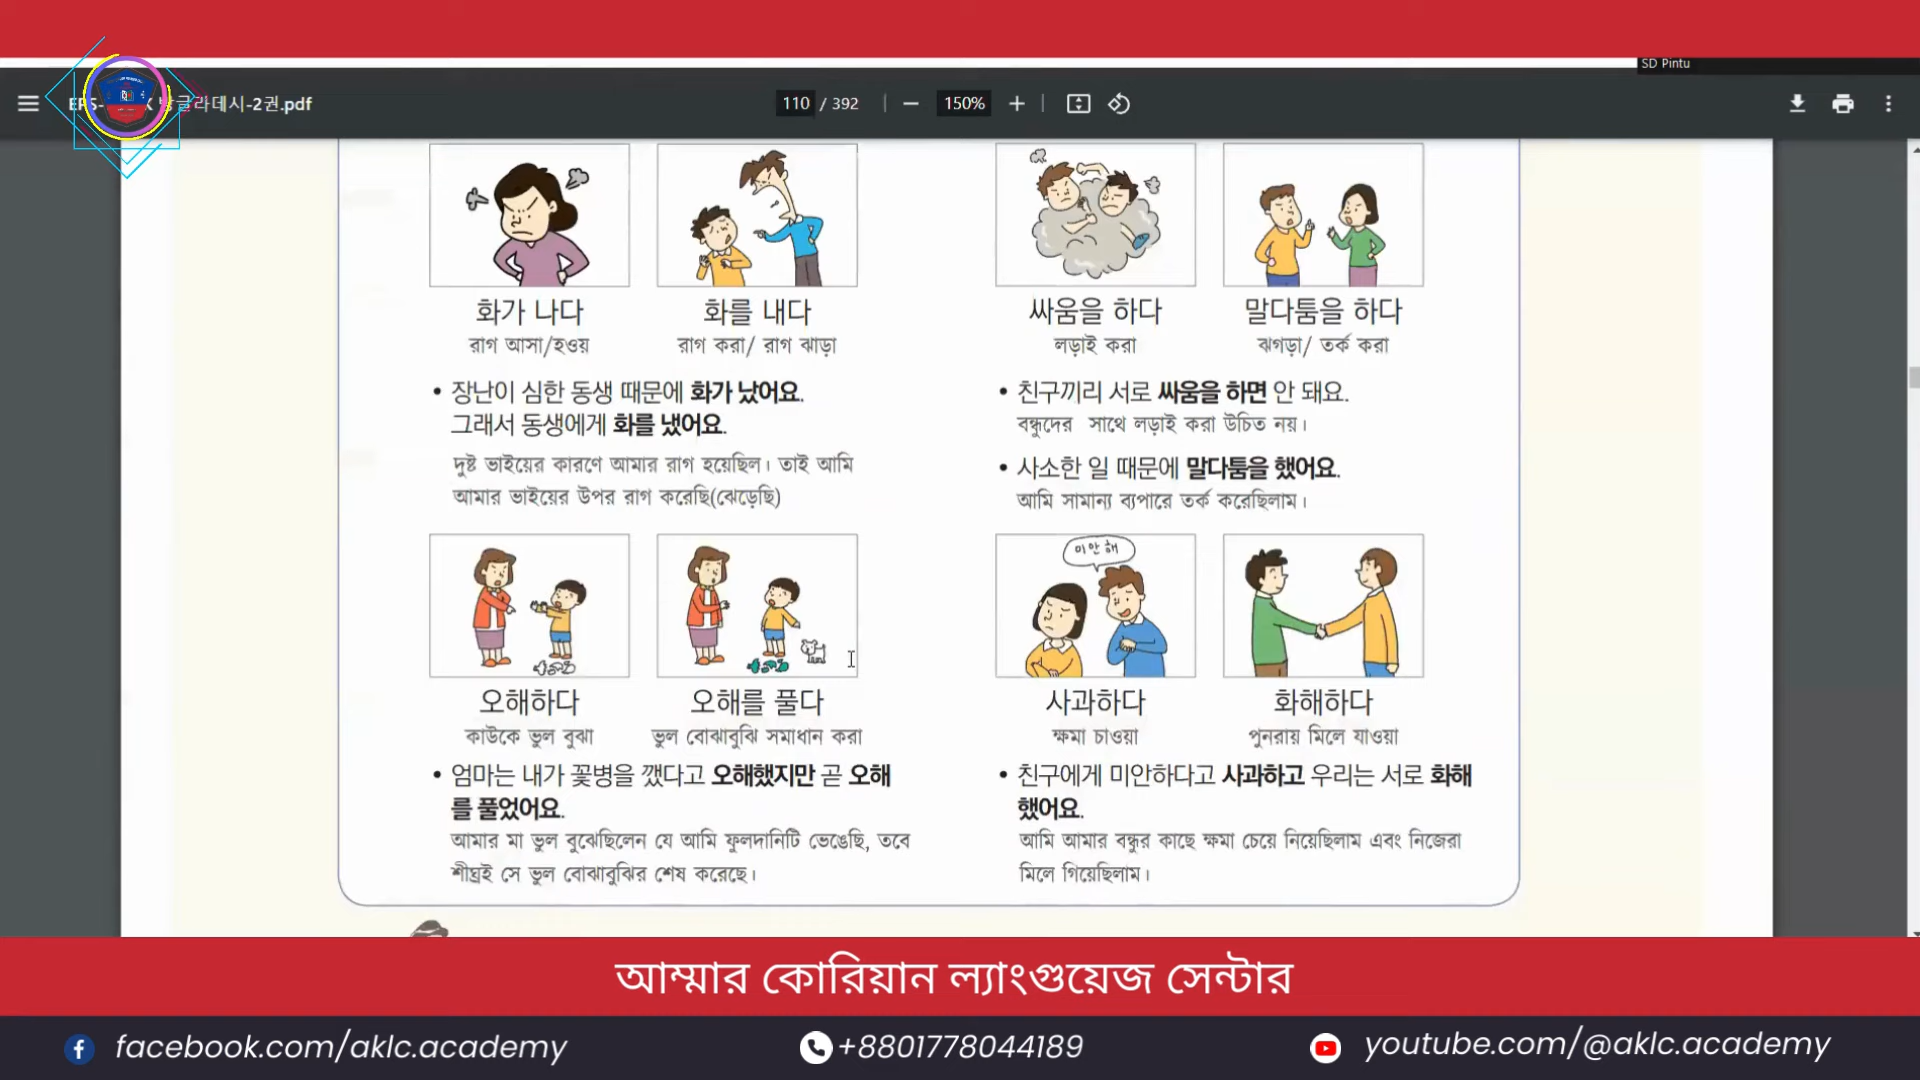 SD Pintu
방글라데시-2권.pdf
110 / 392
150%
화가 나다
রাগ আসা/হওয়
화를 내다
রাগ করা/ রাগ ঝাড়া
• 장난이 심한 동생 때문에 화가 났어요.
그래서 동생에게 화를 냈어요.
দুষ্ট ভাইয়ের কারণে আমার রাগ হয়েছিল। তাই আমি
আমার ভাইয়ের উপর রাগ করেছি(ঝেড়েছি)
싸움을 하다
লড়াই করা
말다툼을 하다
ঝগড়া/ তর্ক করা
• 친구끼리 서로 싸움을 하면 안 돼요.
বন্ধুদের সাথে লড়াই করা উচিত নয়।
• 사소한 일 때문에 말다툼을 했어요.
আমি সামান্য ব্যপারে তর্ক করেছিলাম।
오해하다
কাউকে ভুল বুঝা
오해를 풀다
ভুল বোঝাবুঝি সমাধান করা
• 엄마는 내가 꽃병을 깼다고 오해했지만 곧 오해
를 풀었어요.
আমার মা ভুল বুঝেছিলেন যে আমি ফুলদানিটি ভেঙেছি, তবে
শীঘ্রই সে ভুল বোঝাবুঝির শেষ করেছে।
미안해
사과하다
ক্ষমা চাওয়া
화해하다
পুনরায় মিলে যাওয়া
• 친구에게 미안하다고 사과하고 우리는 서로 화해
했어요.
আমি আমার বন্ধুর কাছে ক্ষমা চেয়ে নিয়েছিলাম এবং নিজেরা
মিলে গিয়েছিলাম।
আম্মার কোরিয়ান ল্যাংগুয়েজ সেন্টার
facebook.com/aklc.academy
+8801778044189
youtube.com/@aklc.academy